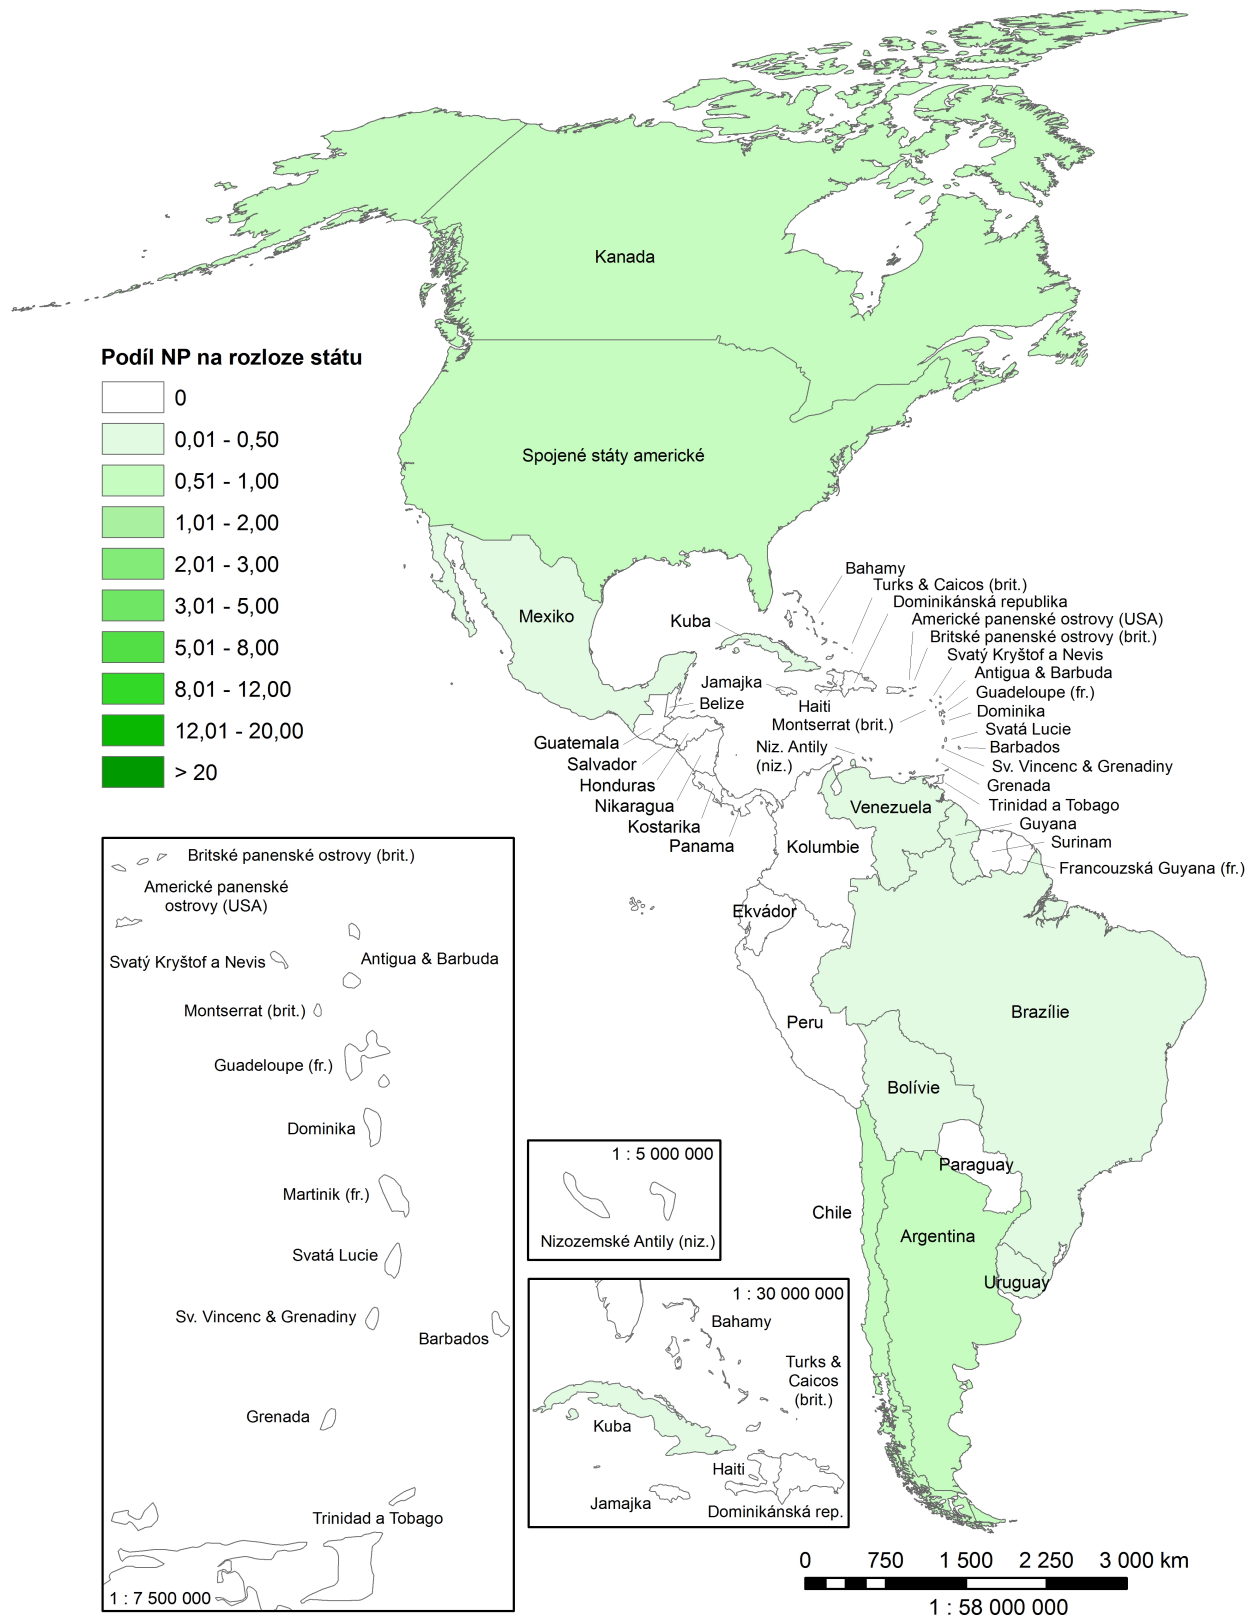 Kanada
Podíl NP na rozloze státu
0
0,01 - 0,50
0,51 - 1,00
1,01 - 2,00
2,01 - 3,00
3,01 - 5,00
5,01 - 8,00
8,01 - 12,00
12,01 - 20,00
> 20
Spojené státy americké
Mexiko
Bahamy
Turks & Caicos (brit.)
Dominikánská republika
Americké panenské ostrovy (USA)
Britské panenské ostrovy (brit.)
Svatý Kryštof a Nevis
Antigua & Barbuda
Guadeloupe (fr.)
Dominika
Svatá Lucie
Barbados
Sv. Vincenc & Grenadiny
Grenada
Trinidad a Tobago
Guyana
Surinam
Francouzská Guyana (fr.)
Kuba
Jamajka
Belize
Haiti
Montserrat (brit.)
Niz. Antily
(niz.)
Guatemala
Salvador
Honduras
Nikaragua
Kostarika
Panama
Venezuela
Kolumbie
Ekvádor
Peru
Brazílie
Bolívie
Paraguay
Chile
Argentina
Uruguay
Britské panenské ostrovy (brit.)
Americké panenské
ostrovy (USA)
Svatý Kryštof a Nevis
Antigua & Barbuda
Montserrat (brit.)
Guadeloupe (fr.)
Dominika
Martinik (fr.)
Svatá Lucie
Sv. Vincenc & Grenadiny
Barbados
Grenada
Trinidad a Tobago
1 : 7 500 000
1 : 5 000 000
Nizozemské Antily (niz.)
1 : 30 000 000
Bahamy
Turks &
Caicos
(brit.)
Kuba
Haiti
Jamajka
Dominikánská rep.
0 750 1 500 2 250 3 000 km
1 : 58 000 000